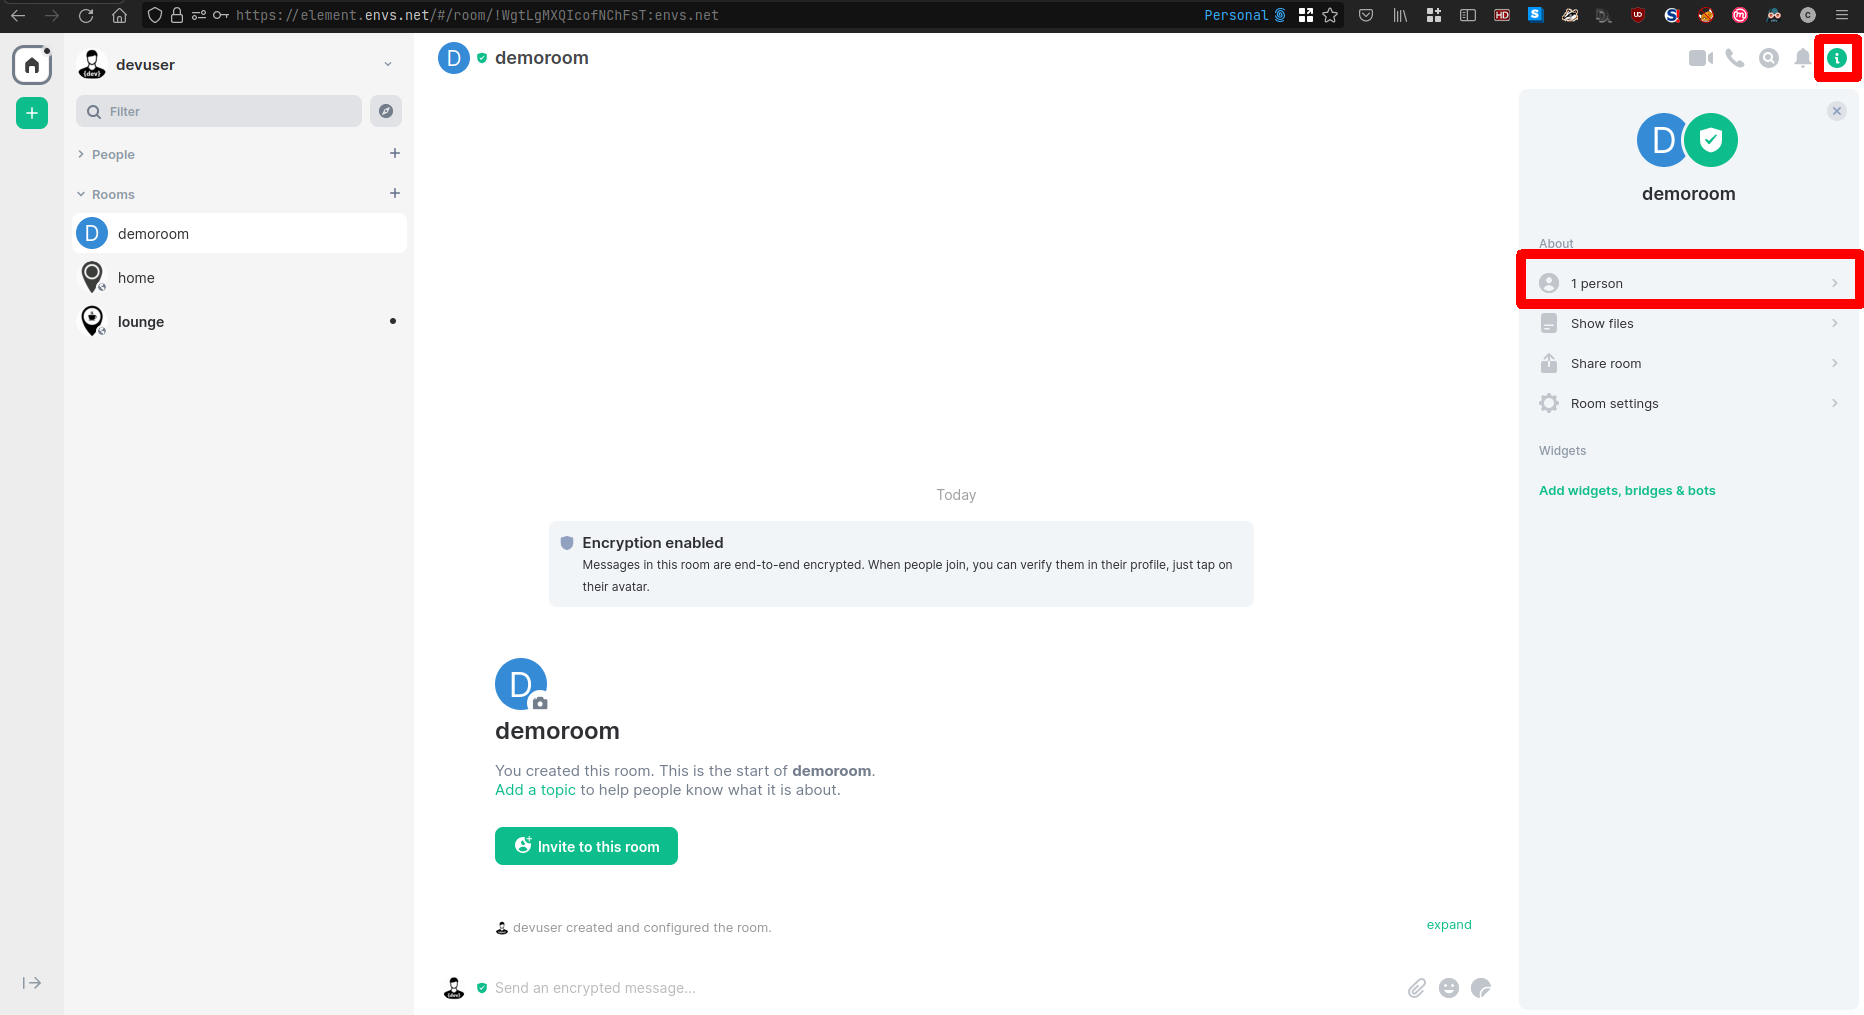 https://element.envs.net/#/room/!WgtLgMXQIcofNChFsT:envs.net
Personal
devuser
Filter
People
Rooms
D demoroom
home
lounge
D demoroom
Today
Encryption enabled
Messages in this room are end-to-end encrypted. When people join, you can verify them in their profile, just tap on
their avatar.
D
demoroom
You created this room. This is the start of demoroom.
Add a topic to help people know what it is about.
Invite to this room
devuser created and configured the room.
expand
Send an encrypted message...
D
demoroom
About
1 person
Show files
Share room
Room settings
Widgets
Add widgets, bridges & bots